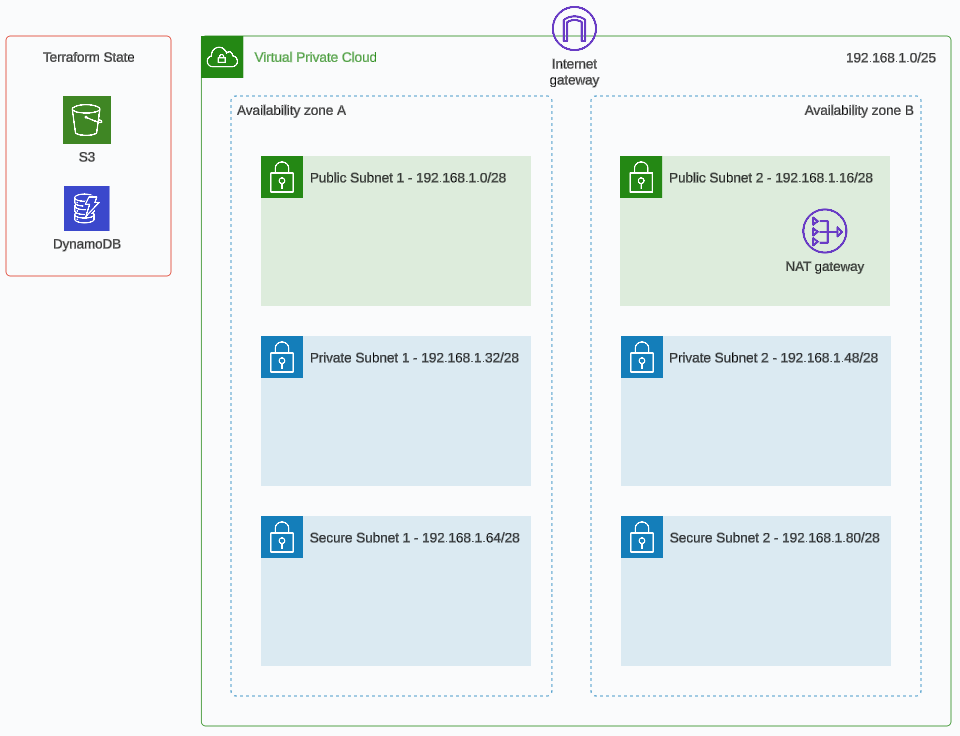 Terraform State
S3
DynamoDB
Internet
gateway
Virtual Private Cloud
192.168.1.0/25
Availability zone A
Availability zone B
Public Subnet 1 - 192.168.1.0/28
Public Subnet 2 - 192.168.1.16/28
NAT gateway
Private Subnet 1 - 192.168.1.32/28
Private Subnet 2 - 192.168.1.48/28
Secure Subnet 1 - 192.168.1.64/28
Secure Subnet 2 - 192.168.1.80/28